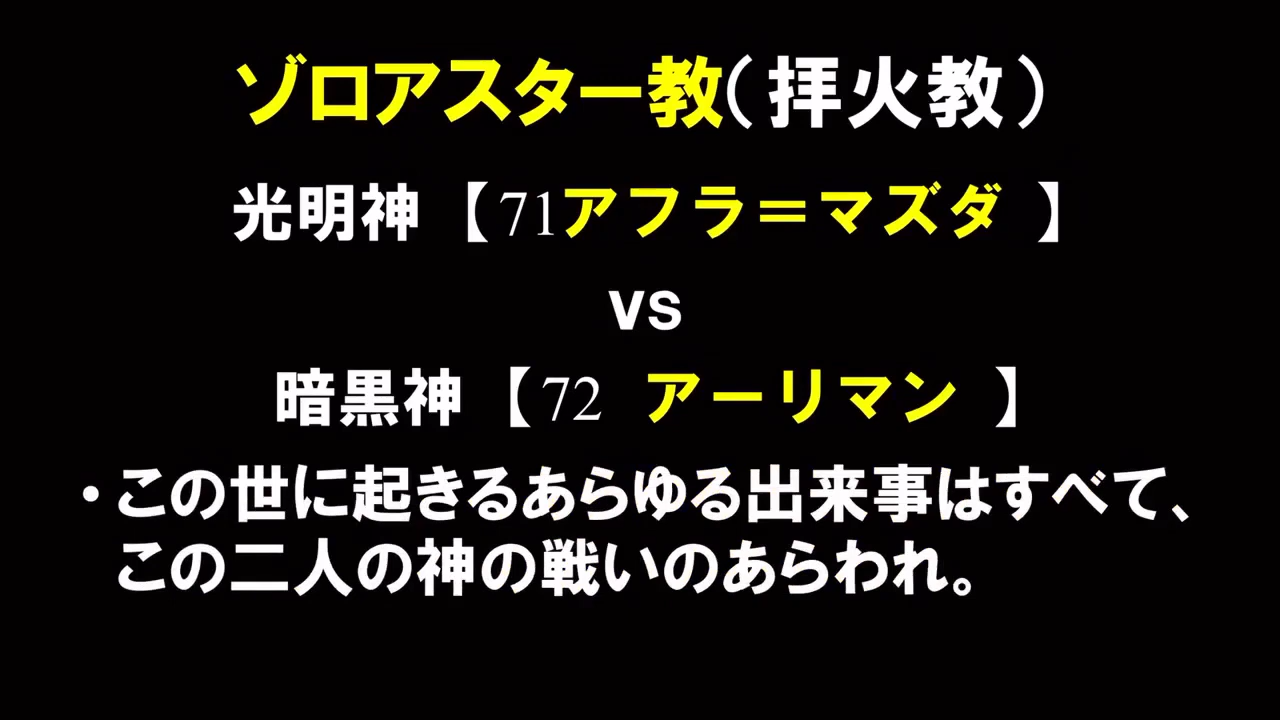 ゾロアスター教（拝火教）
光明神 【71アフラ＝マズダ 】
vs
暗黒神 【72 アーリマン 】
・この世に起きるあらゆる出来事はすべて、
この二人の神の戦いのあらわれ。